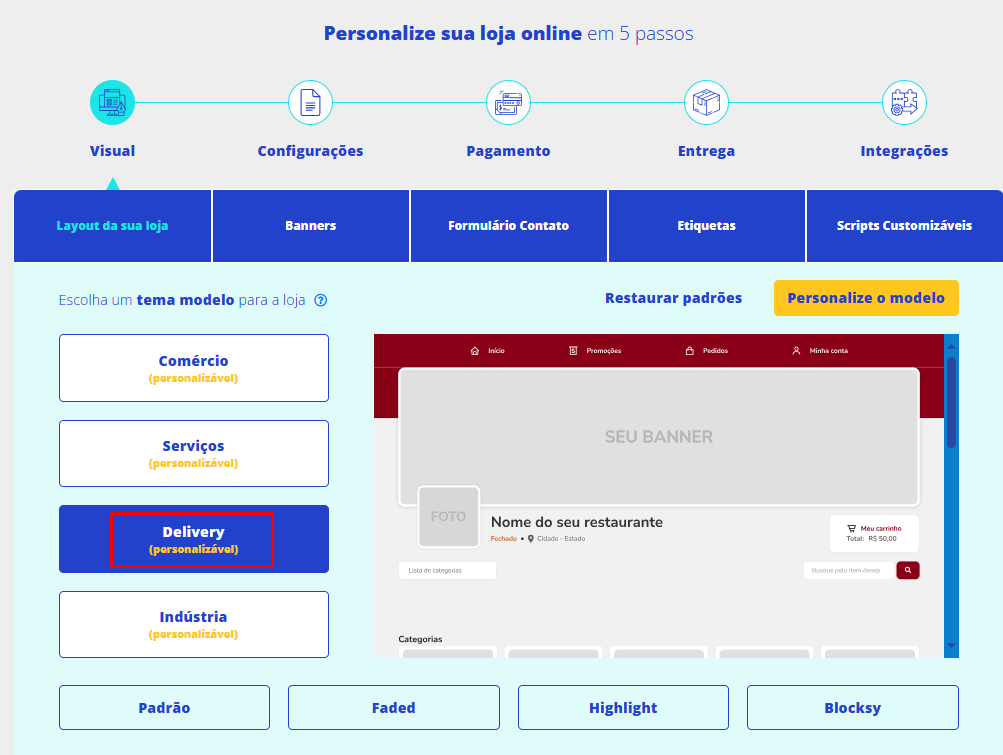 Personalize sua loja online em 5 passos
Visual
Configurações
Pagamento
Entrega
Integrações
Layout da sua loja
Banners
Formulário Contato
Etiquetas
Scripts Customizáveis
Escolha um tema modelo para a loja ?
Restaurar padrões
Personalize o modelo
Comércio
(personalizável)
Serviços
(personalizável)
Delivery
(personalizável)
Indústria
(personalizável)
Início
Promoções
Pedidos
Minha conta
SEU BANNER
FOTO
Nome do seu restaurante
Fechado • Cidade - Estado
Meu carrinho
Total: R$ 50,00
Lista de categorias
Busque pelo item desej
Categorias
Padrão
Faded
Highlight
Blocksy